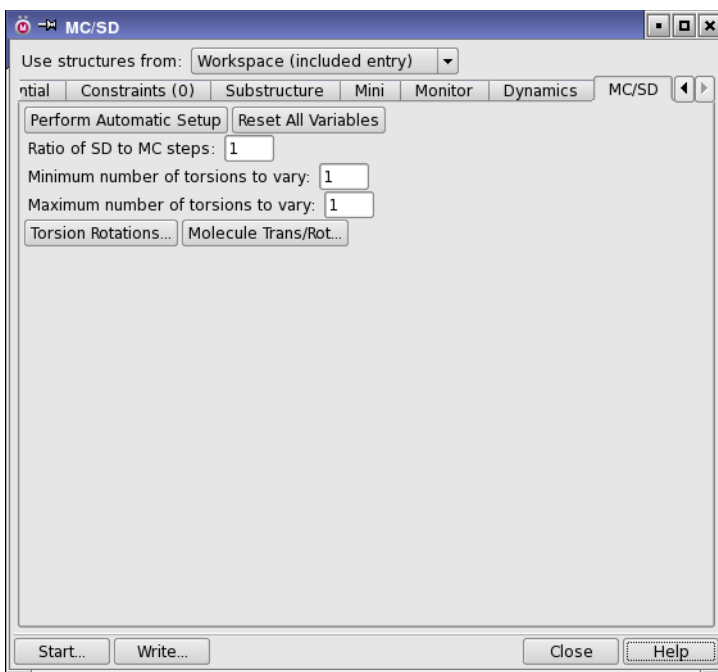 MC/SD
Use structures from: Workspace (included entry)
ntial Constraints (0) Substructure Mini Monitor Dynamics MC/SD
Perform Automatic Setup Reset All Variables
Ratio of SD to MC steps: 1
Minimum number of torsions to vary: 1
Maximum number of torsions to vary: 1
Torsion Rotations... Molecule Trans/Rot...
Start... Write... Close Help